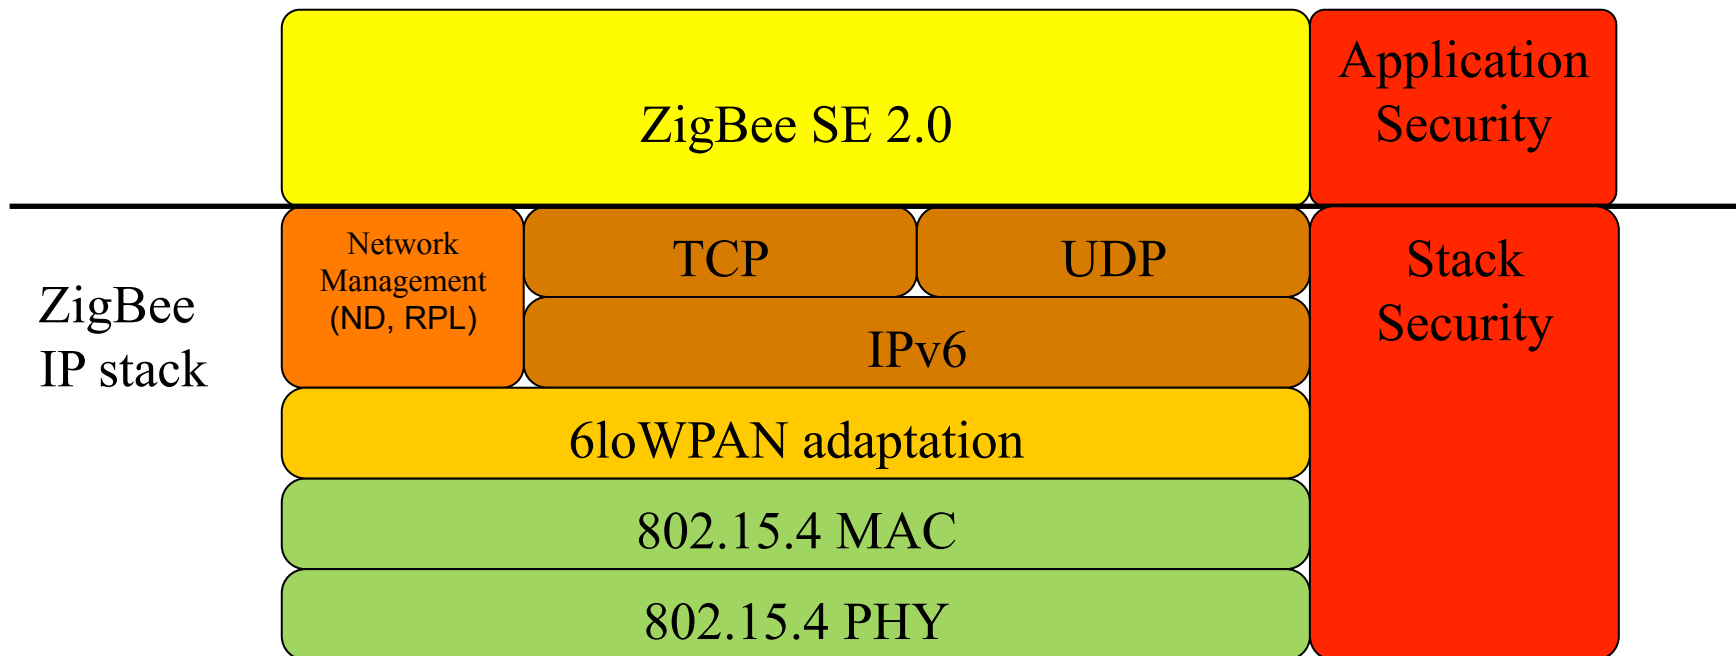 ZigBee SE 2.0
Application
Security
ZigBee
IP stack
Network
Management
(ND, RPL)
TCP
UDP
IPv6
Stack
Security
6loWPAN adaptation
802.15.4 MAC
802.15.4 PHY